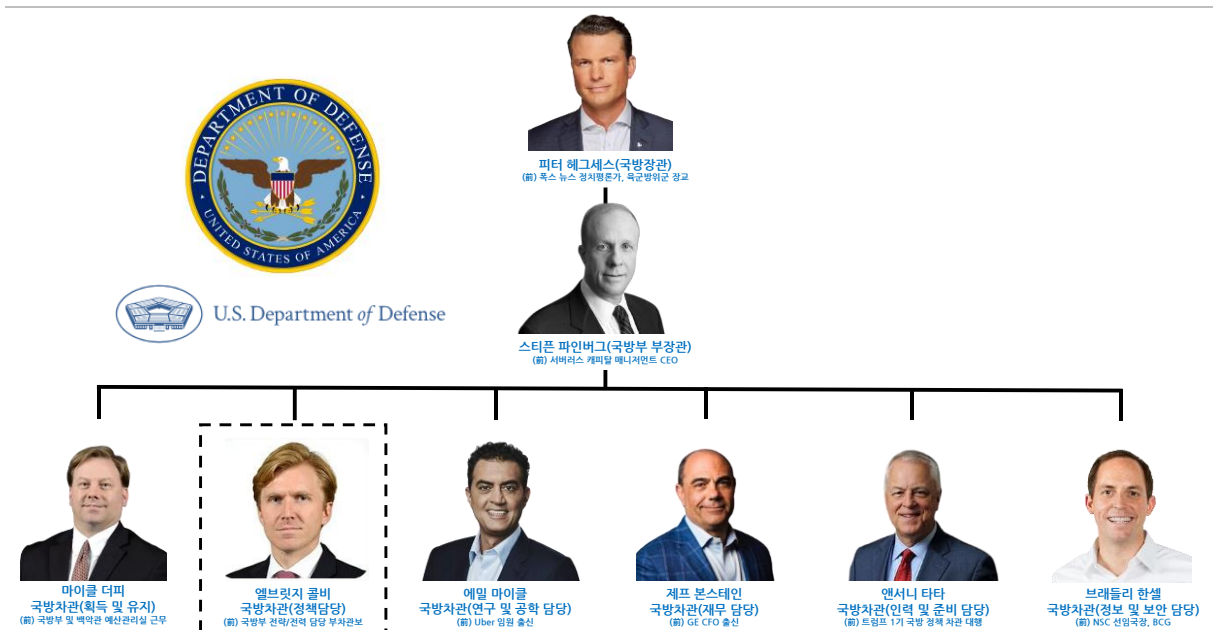 DEPARTMENT OF DEFENSE
UNITED STATES OF AMERICA
U.S. Department of Defense
피터 헤그세스(국방장관)
(前) 폭스 뉴스 정치평론가, 육군방위군 장교
스티픈 파인버그(국방부 부장관)
(前) 서버러스 캐피탈 매니저먼트 CEO
마이클 더피
국방차관(획득 및 유지)
(前) 국방부 및 백악관 예산관리실 근무
엘브릿지 콜비
국방차관(정책담당)
(前) 국방부 전략/전력 담당 부차관보
에밀 마이클
국방차관(연구 및 공학 담당)
(前) Uber 임원 출신
제프 본스테인
국방차관(재무 담당)
(前) GE CFO 출신
앤서니 타타
국방차관(인력 및 준비 담당)
(前) 트럼프 1기 국방 정책 차관 대행
브래들리 한셀
국방차관(정보 및 보안 담당)
(前) NSC 선임국장, BCG